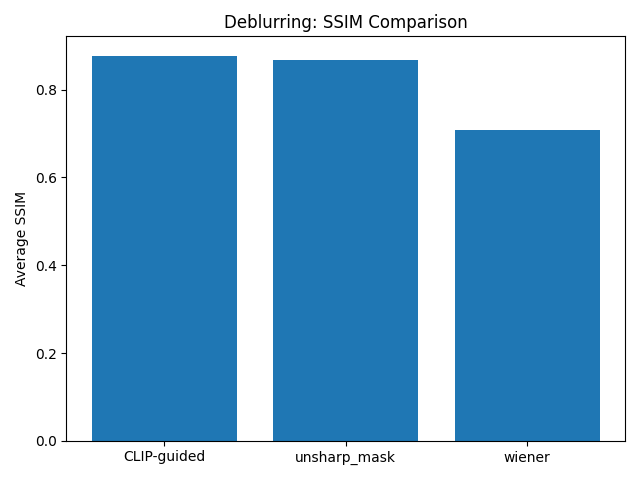 Deblurring: SSIM Comparison
Average SSIM
0.8
0.6
0.4
0.2
0.0
CLIP-guided
unsharp_mask
wiener